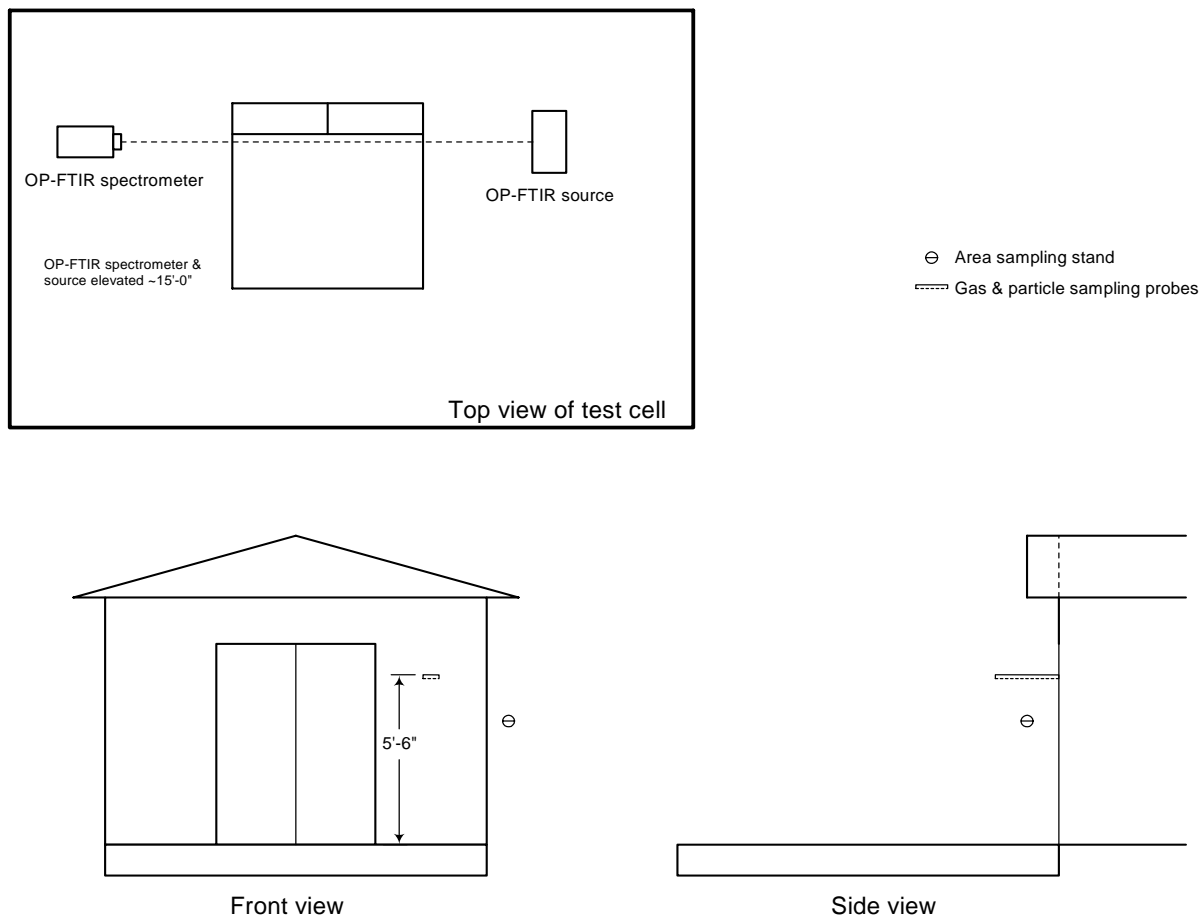 OP-FTIR spectrometer
OP-FTIR source
OP-FTIR spectrometer &
source elevated ~15'-0"
Top view of test cell
Area sampling stand
Gas & particle sampling probes
5'-6"
Front view
Side view